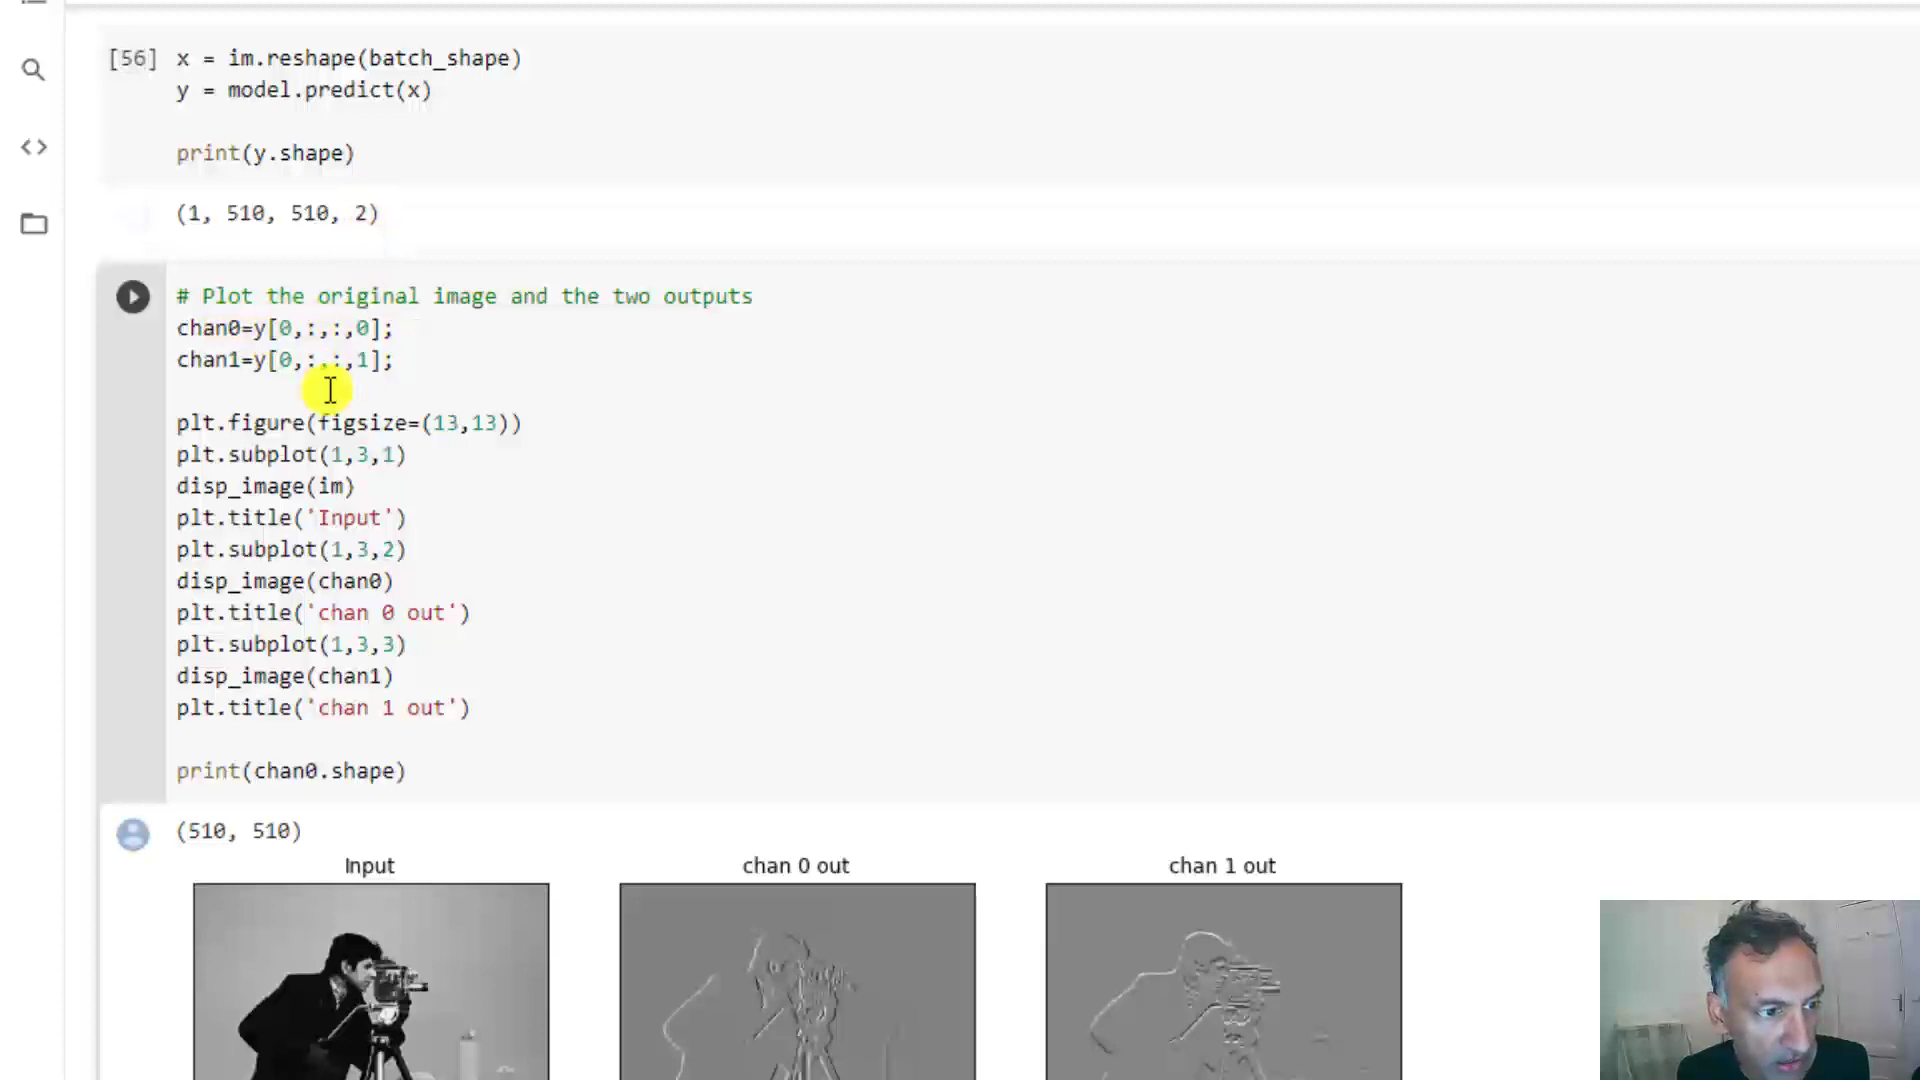 [56] x = im.reshape(batch_shape)
y = model.predict(x)
print(y.shape)
(1, 510, 510, 2)
# Plot the original image and the two outputs
chan0=y[0,:,:,0];
chan1=y[0,:,:,1];
plt.figure(figsize=(13,13))
plt.subplot(1,3,1)
disp_image(im)
plt.title('Input')
plt.subplot(1,3,2)
disp_image(chan0)
plt.title('chan 0 out')
plt.subplot(1,3,3)
disp_image(chan1)
plt.title('chan 1 out')
print(chan0.shape)
(510, 510)
Input
chan 0 out
chan 1 out